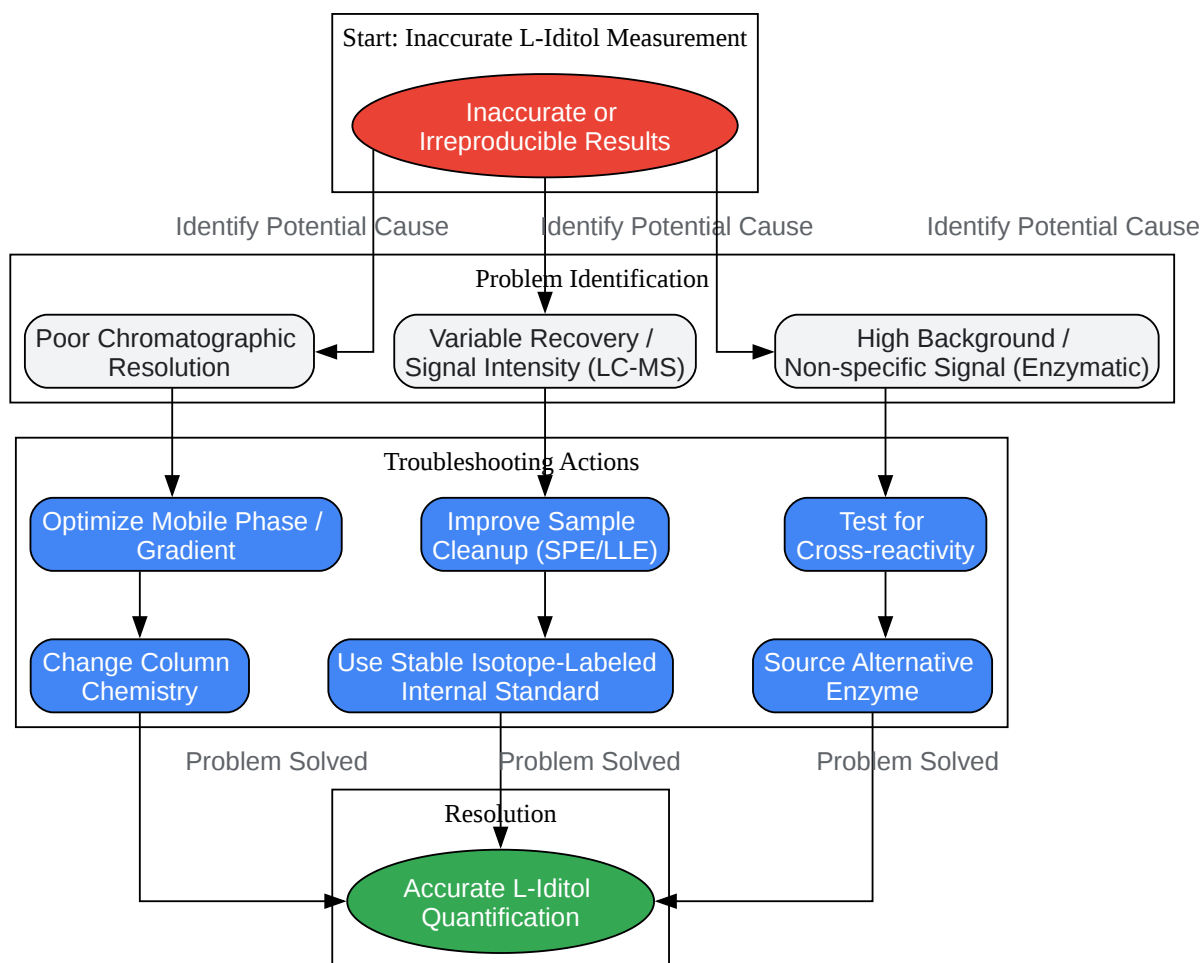 Start: Inaccurate L-Iditol Measurement
Inaccurate or
Irreproducible Results
Identify Potential Cause
Identify Potential Cause
Identify Potential Cause
Problem Identification
Poor Chromatographic
Resolution
Variable Recovery /
Signal Intensity (LC-MS)
High Background /
Non-specific Signal (Enzymatic)
Troubleshooting Actions
Optimize Mobile Phase /
Gradient
Improve Sample
Cleanup (SPE/LLE)
Test for
Cross-reactivity
Change Column
Chemistry
Use Stable Isotope-Labeled
Internal Standard
Source Alternative
Enzyme
Problem Solved
Problem Solved
Problem Solved
Resolution
Accurate L-Iditol
Quantification